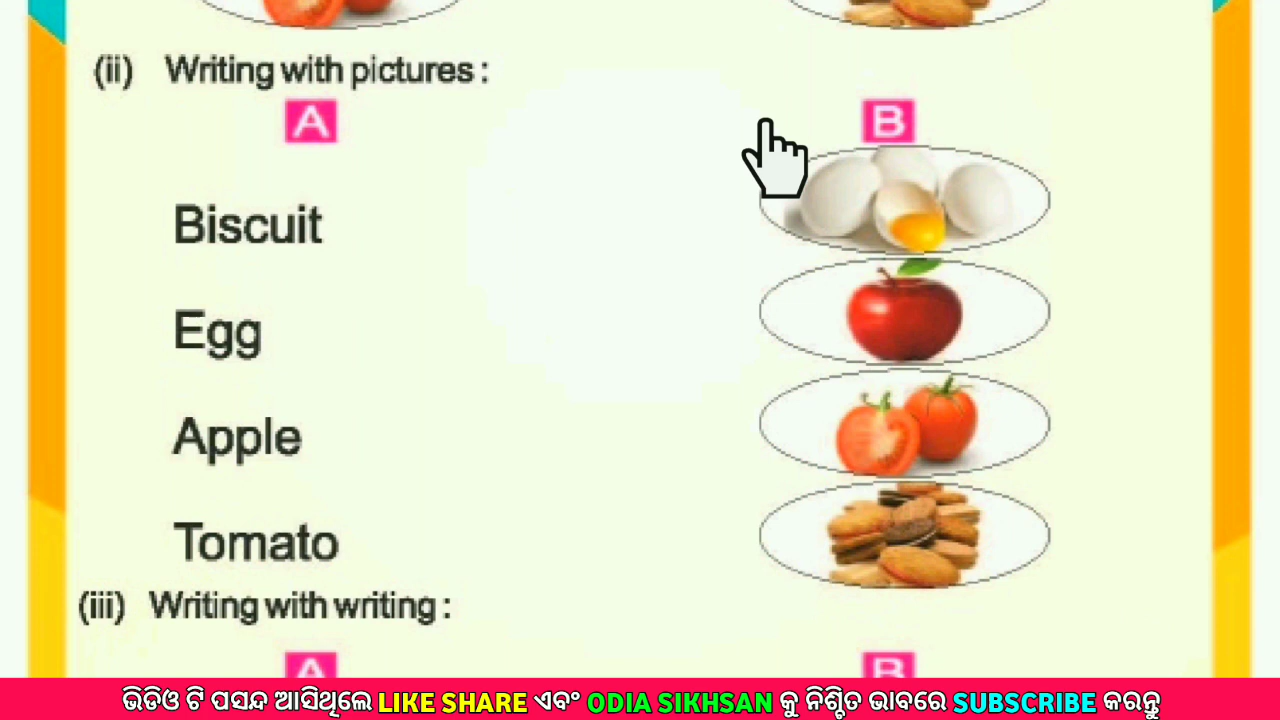 (ii) Writing with pictures :
A B
Biscuit
Egg
Apple
Tomato
(iii) Writing with writing :
A B
ଭିଡିଓ ଟି ପସନ୍ଦ ଆସିଥିଲେ LIKE SHARE ଏବଂ ODIA SIKHSAN କୁ ନିଶ୍ଚିତ ଭାବରେ SUBSCRIBE କରନ୍ତୁ